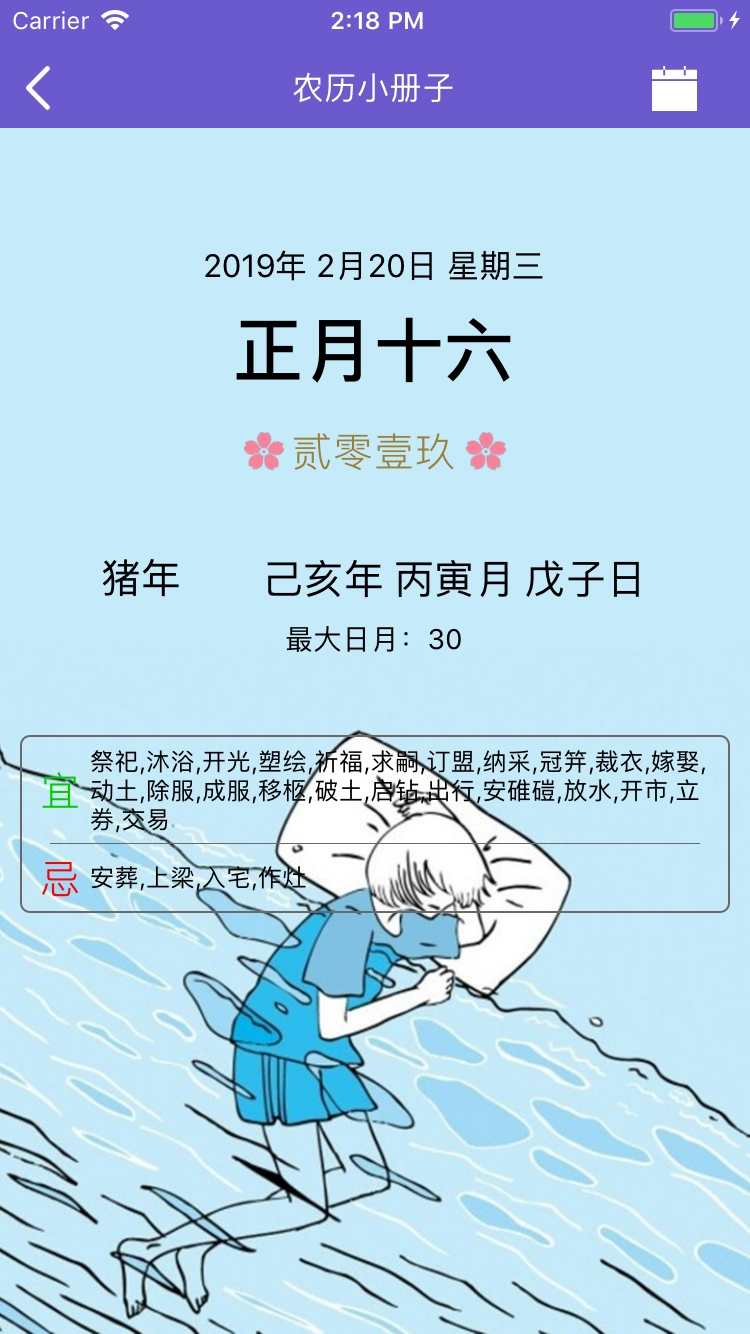 Carrier 2:18 PM
农历小册子
2019年 2月20日 星期三
正月十六
贰零壹玖
猪年 己亥年 丙寅月 戊子日
最大日月：30
宜 祭祀,沐浴,开光,塑绘,祈福,求嗣,订盟,纳采,冠笄,裁衣,嫁娶,
动土,除服,成服,移柩,破土,启钻,出行,安碓磑,放水,开市,立
券,交易
忌 安葬,上梁,入宅,作灶